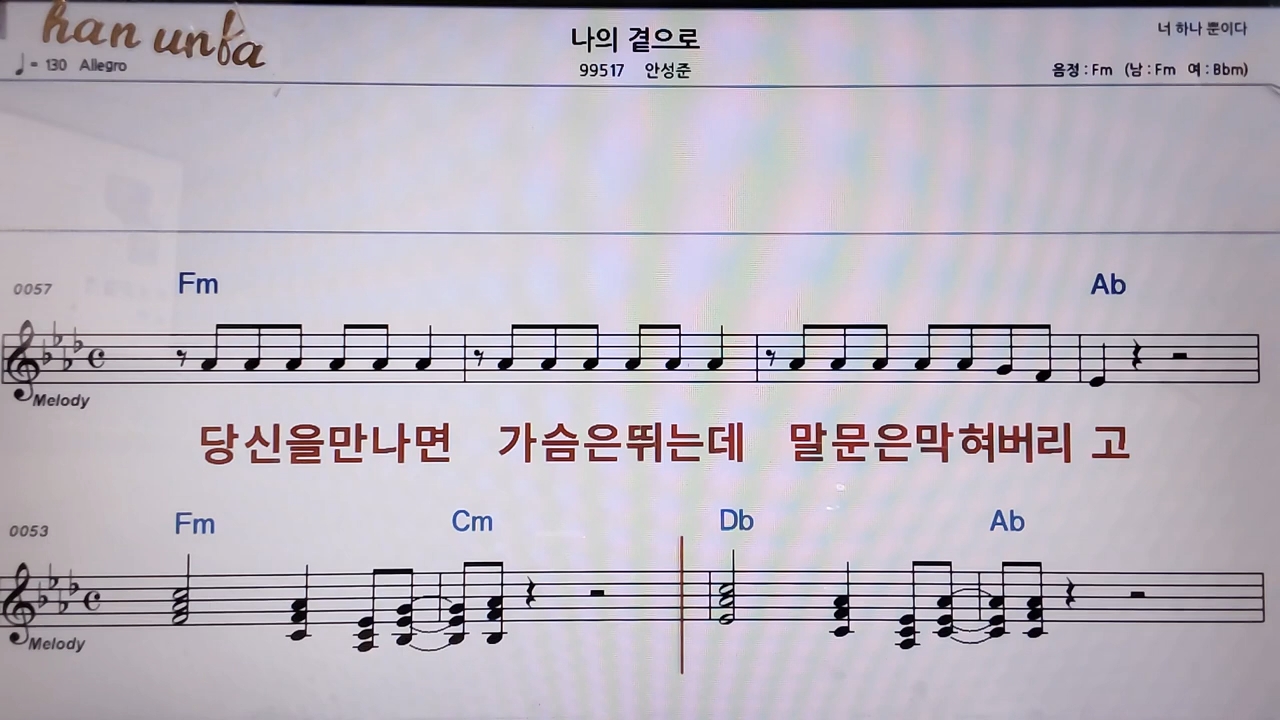 han unfa
나의 곁으로
너 하나 뿐이다
♩= 130 Allegro
99517 안성준
음정 : Fm (남 : Fm 여 : Bbm)
0057 Fm Ab
Melody
당신을만나면 가슴은뛰는데 말문은막혀버리 고
0053 Fm Cm Db Ab
Melody